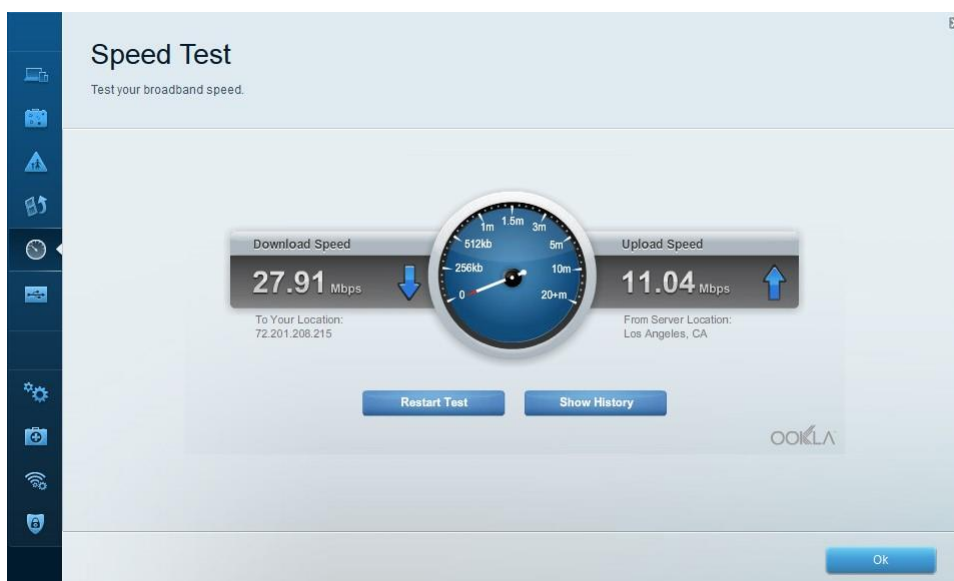 Speed Test
Test your broadband speed.
Download Speed
27.91 Mbps
To Your Location:
72.201.208.215
0
256kb
512kb
1m
1.5m
3m
5m
10m
20+m
Upload Speed
11.04 Mbps
From Server Location:
Los Angeles, CA
Restart Test
Show History
OOKLA
Ok